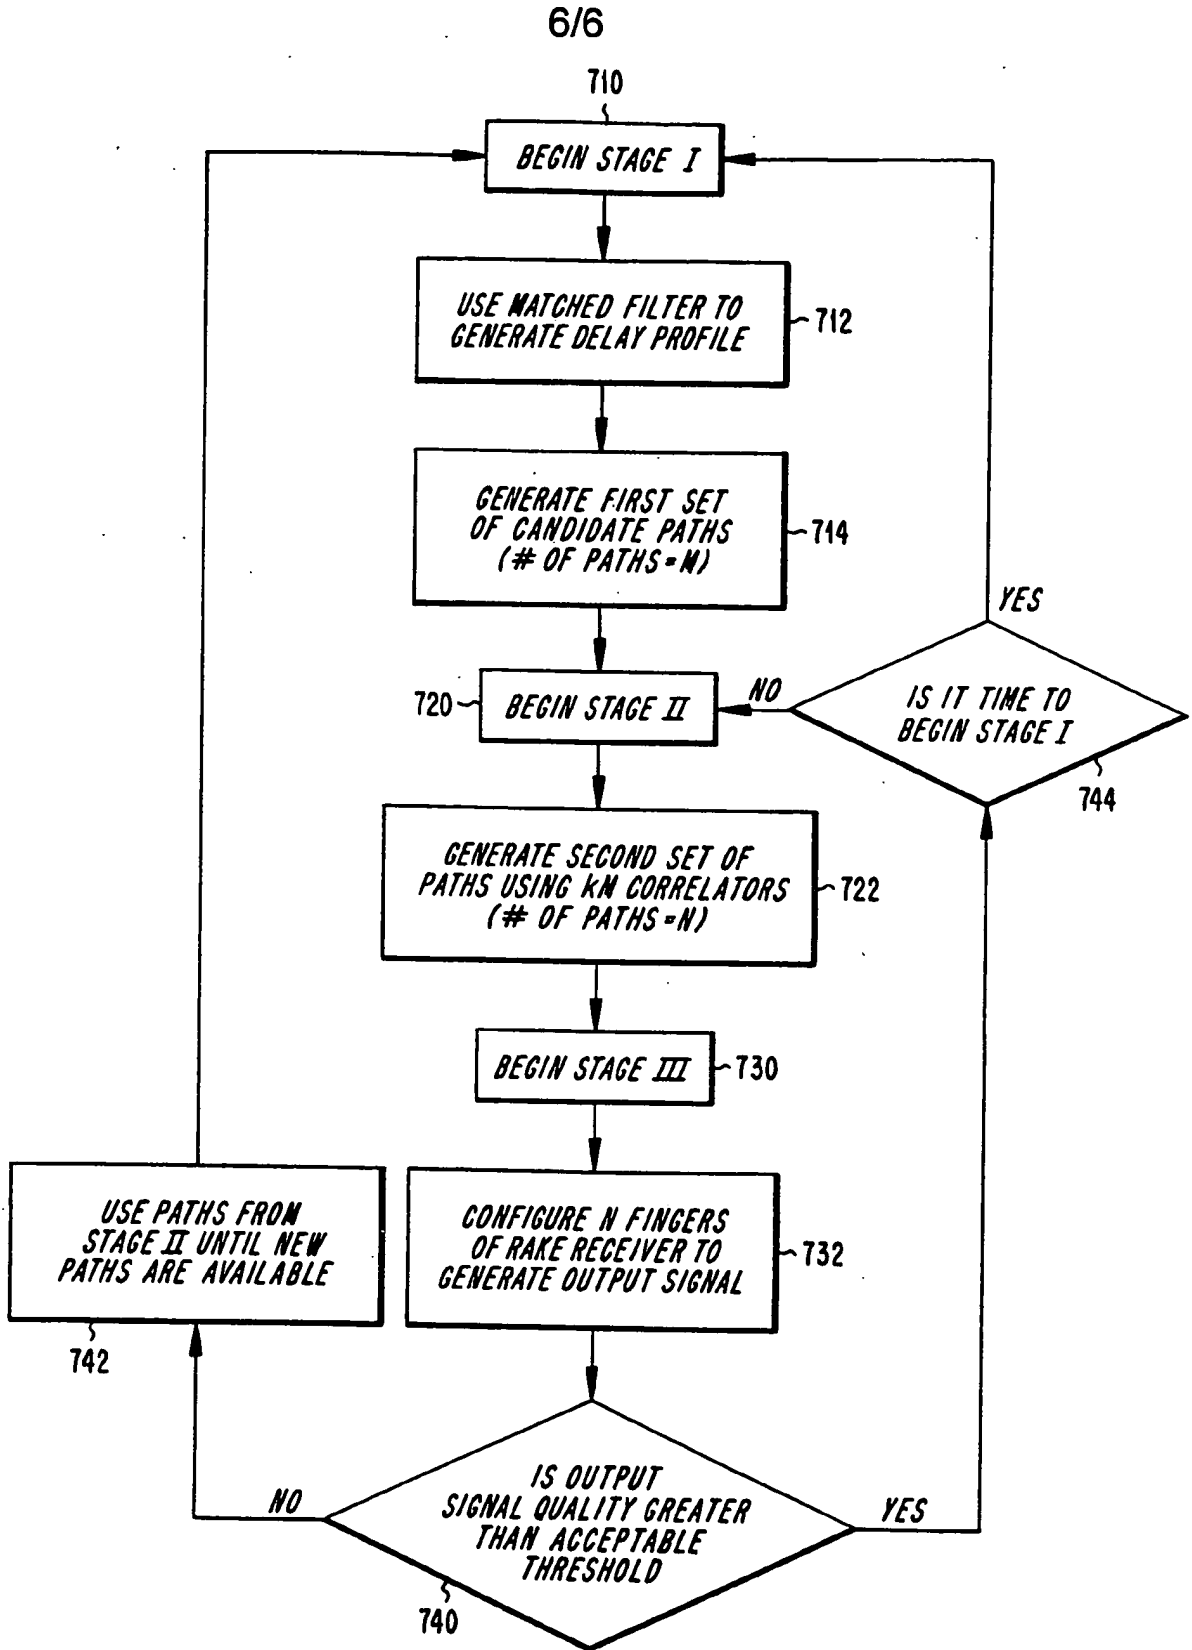 6/6
710
BEGIN STAGE I
USE MATCHED FILTER TO
GENERATE DELAY PROFILE
712
GENERATE FIRST SET
OF CANDIDATE PATHS
(# OF PATHS=M)
714
YES
720
BEGIN STAGE II
NO
IS IT TIME TO
BEGIN STAGE I
744
GENERATE SECOND SET OF
PATHS USING kM CORRELATORS
(# OF PATHS=N)
722
BEGIN STAGE III
730
USE PATHS FROM
STAGE II UNTIL NEW
PATHS ARE AVAILABLE
742
CONFIGURE N FINGERS
OF RAKE RECEIVER TO
GENERATE OUTPUT SIGNAL
732
NO
IS OUTPUT
SIGNAL QUALITY GREATER
THAN ACCEPTABLE
THRESHOLD
YES
740